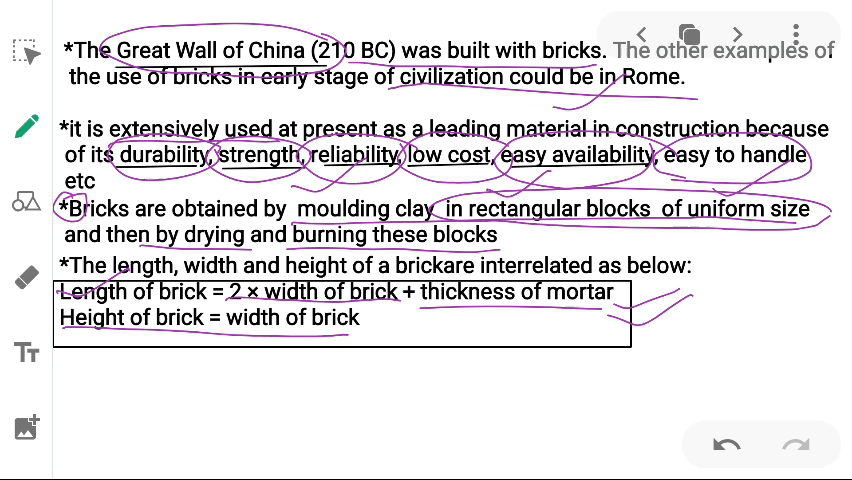 *The Great Wall of China (210 BC) was built with bricks. The other examples of
the use of bricks in early stage of civilization could be in Rome.
*it is extensively used at present as a leading material in construction because
of its durability, strength, reliability, low cost, easy availability, easy to handle
etc
*Bricks are obtained by moulding clay in rectangular blocks of uniform size
and then by drying and burning these blocks
*The length, width and height of a brickare interrelated as below:
Length of brick = 2 × width of brick + thickness of mortar
Height of brick = width of brick
Tт